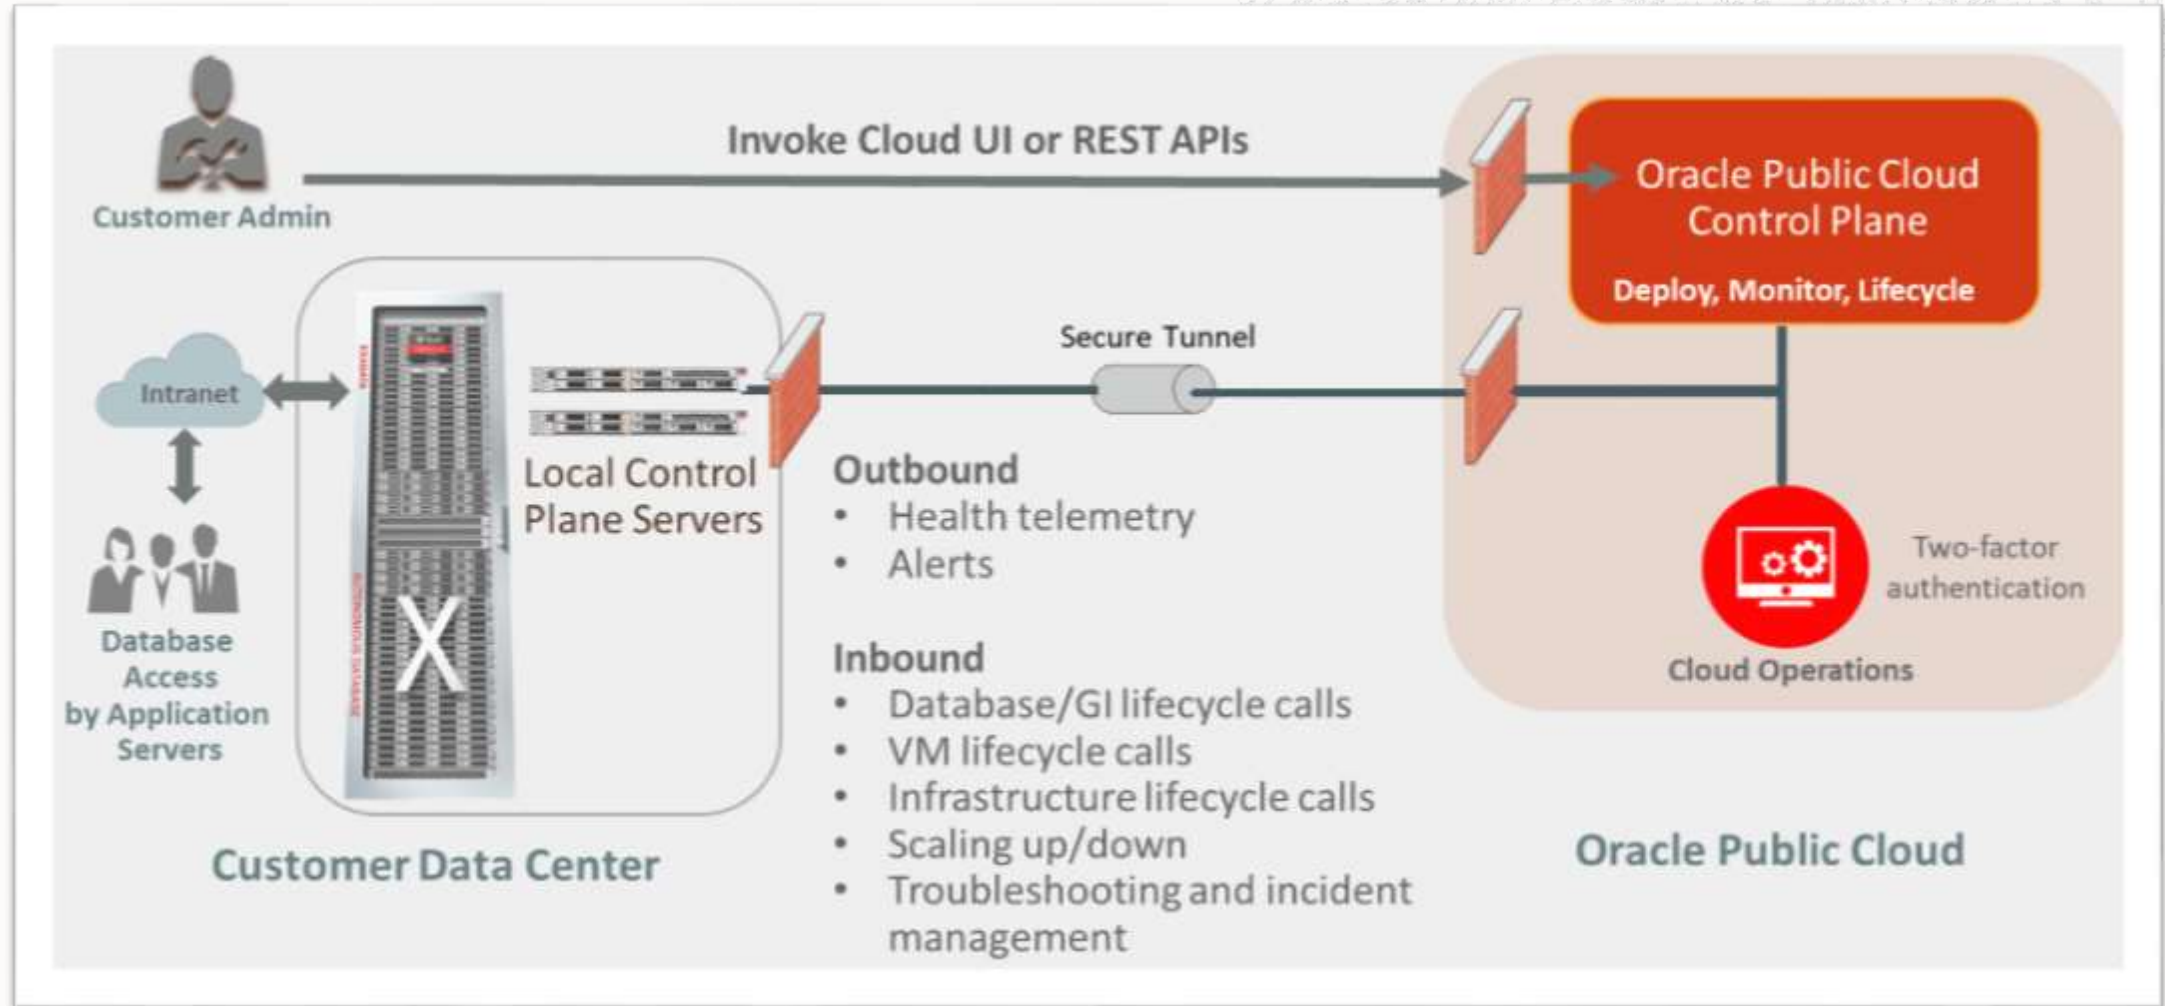 Invoke Cloud UI or REST APIs
Customer Admin
Oracle Public Cloud
Control Plane
Deploy, Monitor, Lifecycle
Secure Tunnel
Intranet
Local Control
Plane Servers
Database
Access
by Application
Servers
X
AUTONOMOUS DATABASE
Outbound
• Health telemetry
• Alerts
Inbound
• Database/GI lifecycle calls
• VM lifecycle calls
• Infrastructure lifecycle calls
• Scaling up/down
• Troubleshooting and incident
management
Two-factor
authentication
Cloud Operations
Customer Data Center
Oracle Public Cloud